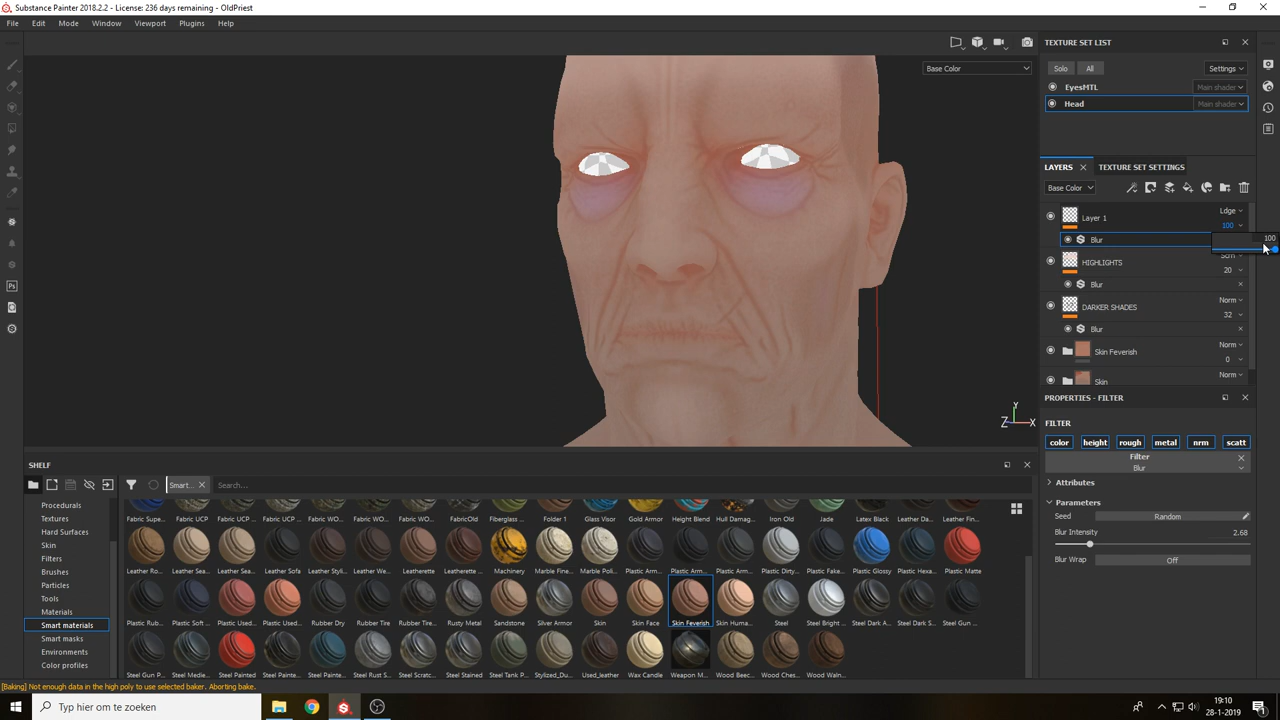 Substance Painter 2018.2.2 - License: 236 days remaining - OldPriest
File Edit Mode Viewport Plugins Help
Base Color
TEXTURE SET LIST
Solo All Settings
EyesMTL Main shader
Head Main shader
LAYERS TEXTURE SET SETTINGS
Base Color
Layer 1 Ldge 100
Blur 100
HIGHLIGHTS 20
Blur
DARKER SHADES Norm 32
Blur
Skin Feverish Norm 0
Skin Norm
PROPERTIES - FILTER
FILTER
color height rough metal nrm scatt
Filter
Blur
Attributes
Parameters
Seed Random
Blur Intensity 2.68
Blur Wrap Off
Y
Z X
SHELF
Smart... Search...
Procedurals
Textures
Hard Surfaces
Skin
Filters
Brushes
Particles
Tools
Materials
Smart materials
Smart masks
Environments
Color profiles
Fabric Supe... Fabric UCP Fabric UCP ... Fabric UCP ... Fabric WO... Fabric WO... Fabric WO... FabricOld Fiberglass ... Folder 1 Glass Visor Gold Armor Height Blend Hull Damag... Iron Old Jade Latex Black Leather Da... Leather Fin...
Leather Ro... Leather Sea... Leather Sea... Leather Sofa Leather Styli... Leather We... Leatherette Leatherette ... Machinery Marble Fine... Marble Poli... Plastic Arm... Plastic Arm... Plastic Arm... Plastic Dirty... Plastic Fake... Plastic Glossy Plastic Hexa... Plastic Matte
Plastic Rub... Plastic Soft ... Plastic Used... Plastic Used... Rubber Dry Rubber Tire Rubber Tire... Rusty Metal Sandstone Silver Armor Skin Skin Face Skin Feverish Skin Huma... Steel Steel Bright ... Steel Dark A... Steel Dark S... Steel Gun ...
Steel Gun P... Steel Medie... Steel Painted Steel Painte... Steel Painte... Steel Rust S... Steel Scratc... Steel Stained Steel Tank P... Stylized_Du... Used_leather Wax Candle Weapon M... Wood Beec... Wood Ches... Wood Waln...
[Baking] Not enough data in the high poly to use selected baker. Aborting bake.
Typ hier om te zoeken
19:10
28-1-2019